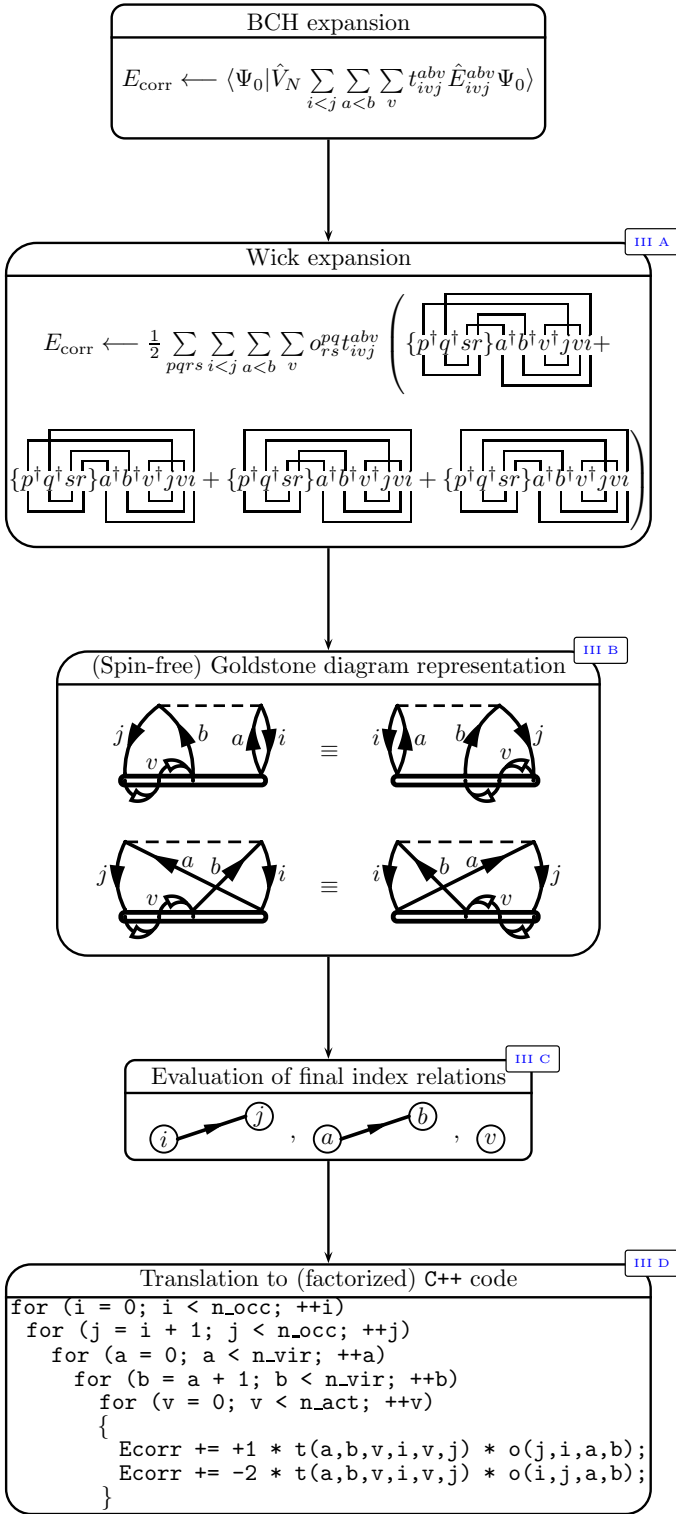 BCH expansion
E_corr ⟵ ⟨Ψ_0|V̂_N ∑_{i<j} ∑_{a<b} ∑_v t^{abv}_{ivj} Ê^{abv}_{ivj} Ψ_0⟩
III A
Wick expansion
E_corr ⟵ 1/2 ∑_{pqrs} ∑_{i<j} ∑_{a<b} ∑_v o^{pq}_{rs} t^{abv}_{ivj} ( {p†q†sr}a†b†v†jvi+
{p†q†sr}a†b†v†jvi + {p†q†sr}a†b†v†jvi + {p†q†sr}a†b†v†jvi )
III B
(Spin-free) Goldstone diagram representation
j v b a i ≡ i a b v j
j v a b i ≡ i b a v j
III C
Evaluation of final index relations
i j , a b , v
III D
Translation to (factorized) C++ code
for (i = 0; i < n_occ; ++i)
for (j = i + 1; j < n_occ; ++j)
for (a = 0; a < n_vir; ++a)
for (b = a + 1; b < n_vir; ++b)
for (v = 0; v < n_act; ++v)
{
Ecorr += +1 * t(a,b,v,i,v,j) * o(j,i,a,b);
Ecorr += -2 * t(a,b,v,i,v,j) * o(i,j,a,b);
}